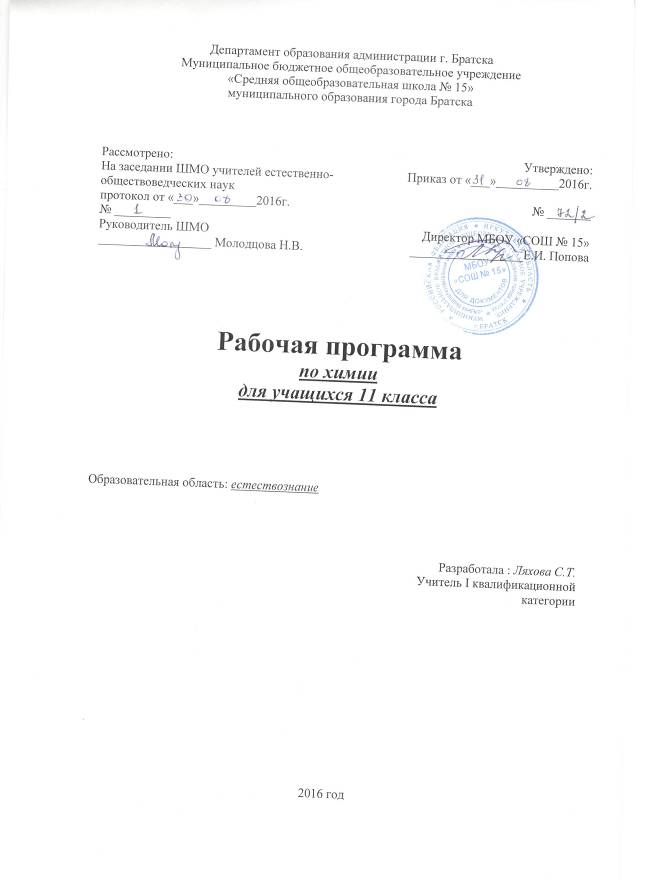 Департамент образования администрации г. Братска
Муниципальное бюджетное общеобразовательное учреждение
«Средняя общеобразовательная школа № 15»
муниципального образования города Братска
Рассмотрено:
На заседании ШМО учителей естественно-
обществоведческих наук
протокол от «30» 08 2016г.
№ 1
Руководитель ШМО
Молодцова Н.В.
Утверждено:
Приказ от «31» 08 2016г.
№ 72/2
Директор МБОУ «СОШ № 15»
Е.И. Попова
МБОУ
«СОШ № 15»
ДЛЯ ДОКУМЕНТОВ
г.БРАТСК
Рабочая программа
по химии
для учащихся 11 класса
Образовательная область: естествознание
Разработала : Ляхова С.Т.
Учитель I квалификационной
категории
2016 год